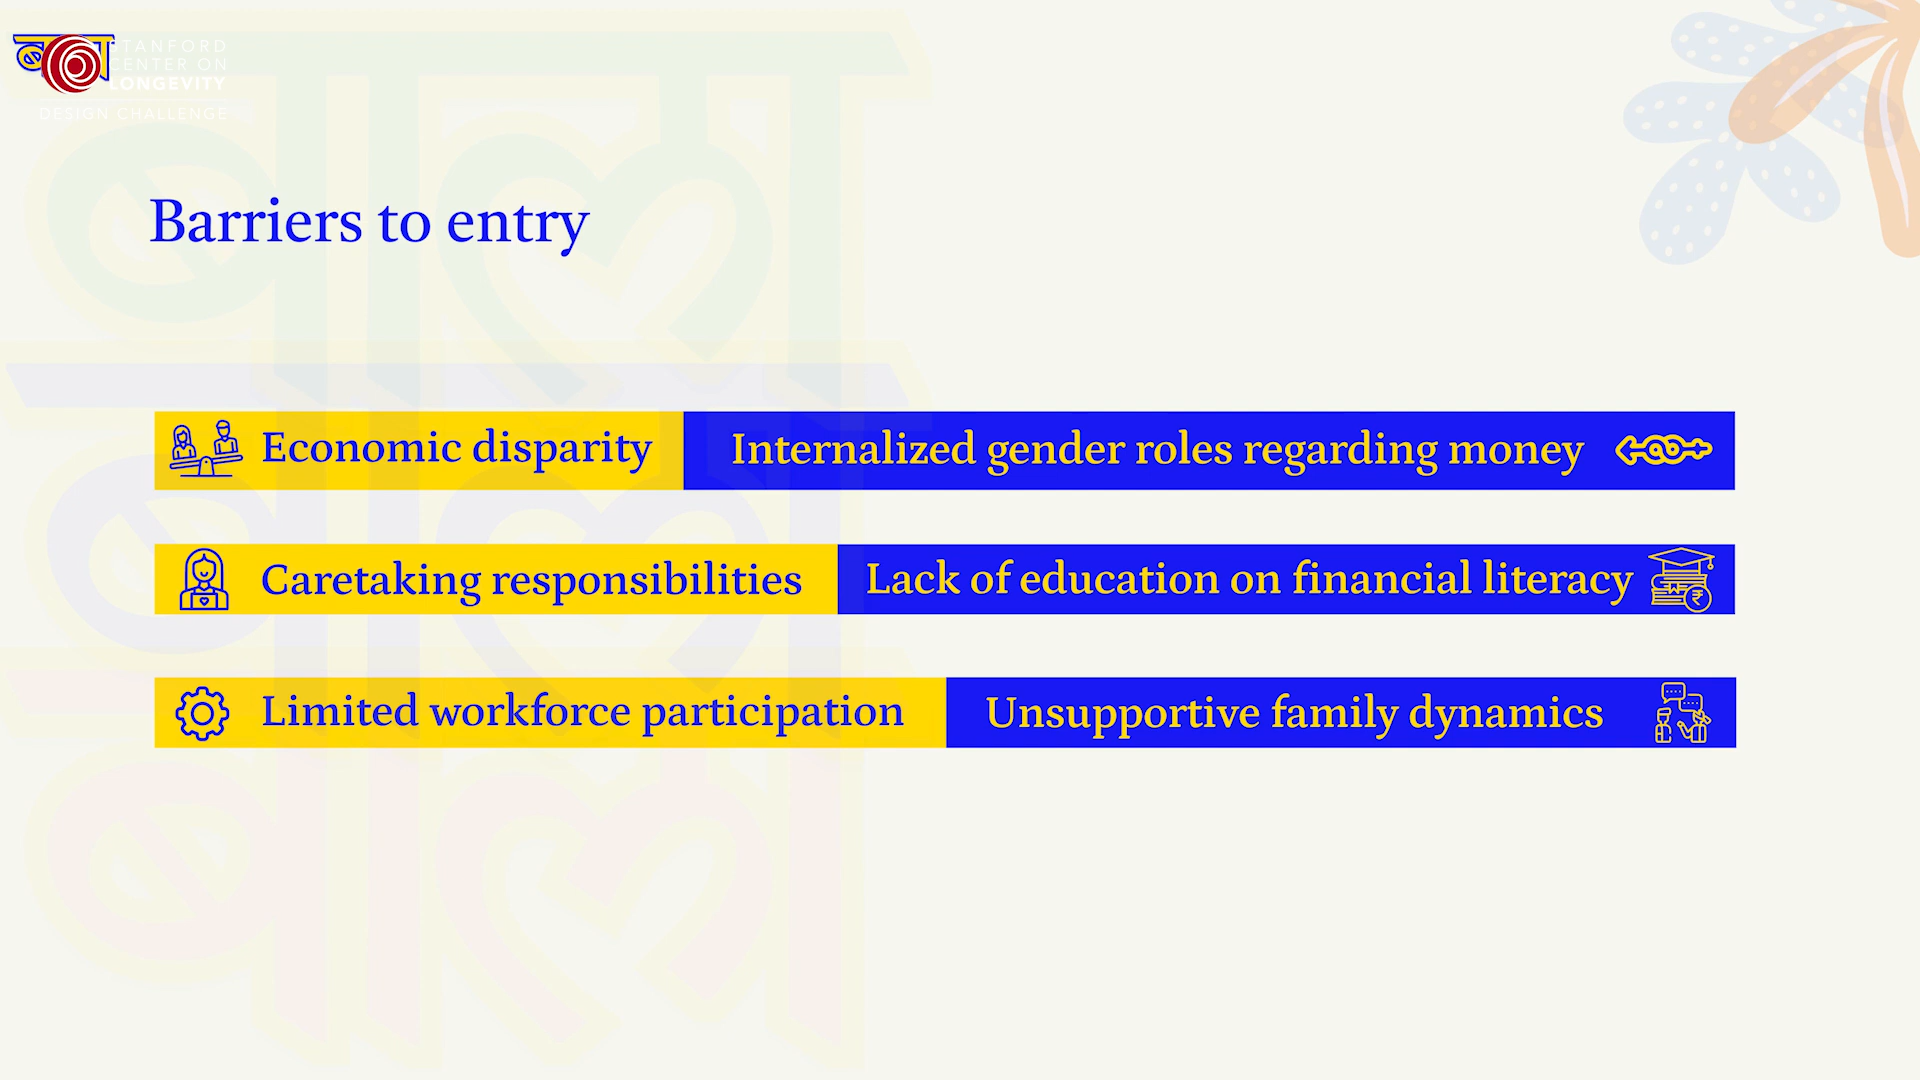 STANFORD
CENTER ON
LONGEVITY
DESIGN CHALLENGE
Barriers to entry
Economic disparity
Internalized gender roles regarding money
Caretaking responsibilities
Lack of education on financial literacy
₹
Limited workforce participation
Unsupportive family dynamics